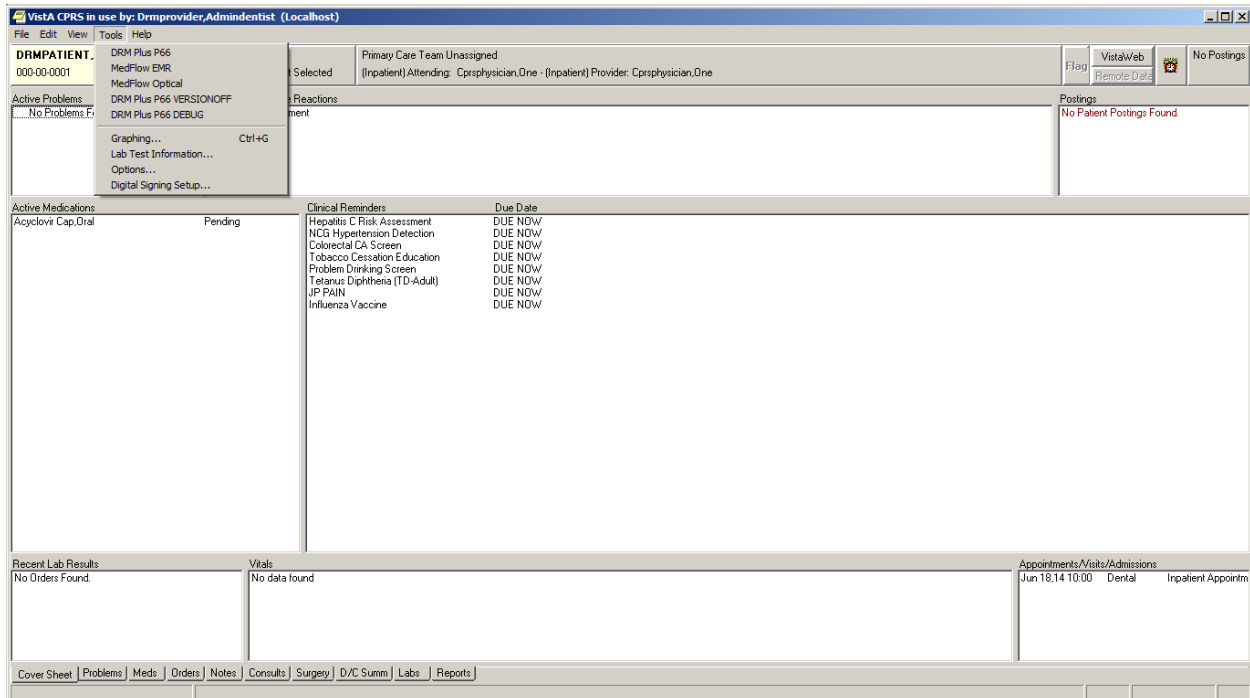 VistA CPRS in use by: Drmprovider,Admindentist (Localhost)
File Edit View Tools Help
DRMPATIENT,
000-00-0001
t Selected
Primary Care Team Unassigned
(Inpatient) Attending: Cprsphysician,One - (Inpatient) Provider: Cprsphysician,One
Flag
VistaWeb
Remote Data
No Postings
DRM Plus P66
MedFlow EMR
MedFlow Optical
DRM Plus P66 VERSIONOFF
DRM Plus P66 DEBUG
Graphing... Ctrl+G
Lab Test Information...
Options...
Digital Signing Setup...
Active Problems
No Problems F
e Reactions
ment
Postings
No Patient Postings Found.
Active Medications
Acyclovir Cap,Oral Pending
Clinical Reminders Due Date
Hepatitis C Risk Assessment DUE NOW
NCG Hypertension Detection DUE NOW
Colorectal CA Screen DUE NOW
Tobacco Cessation Education DUE NOW
Problem Drinking Screen DUE NOW
Tetanus Diphtheria (TD-Adult) DUE NOW
JP PAIN DUE NOW
Influenza Vaccine DUE NOW
Recent Lab Results
No Orders Found.
Vitals
No data found
Appointments/Visits/Admissions
Jun 18,14 10:00 Dental Inpatient Appointm
Cover Sheet Problems Meds Orders Notes Consults Surgery D/C Summ Labs Reports